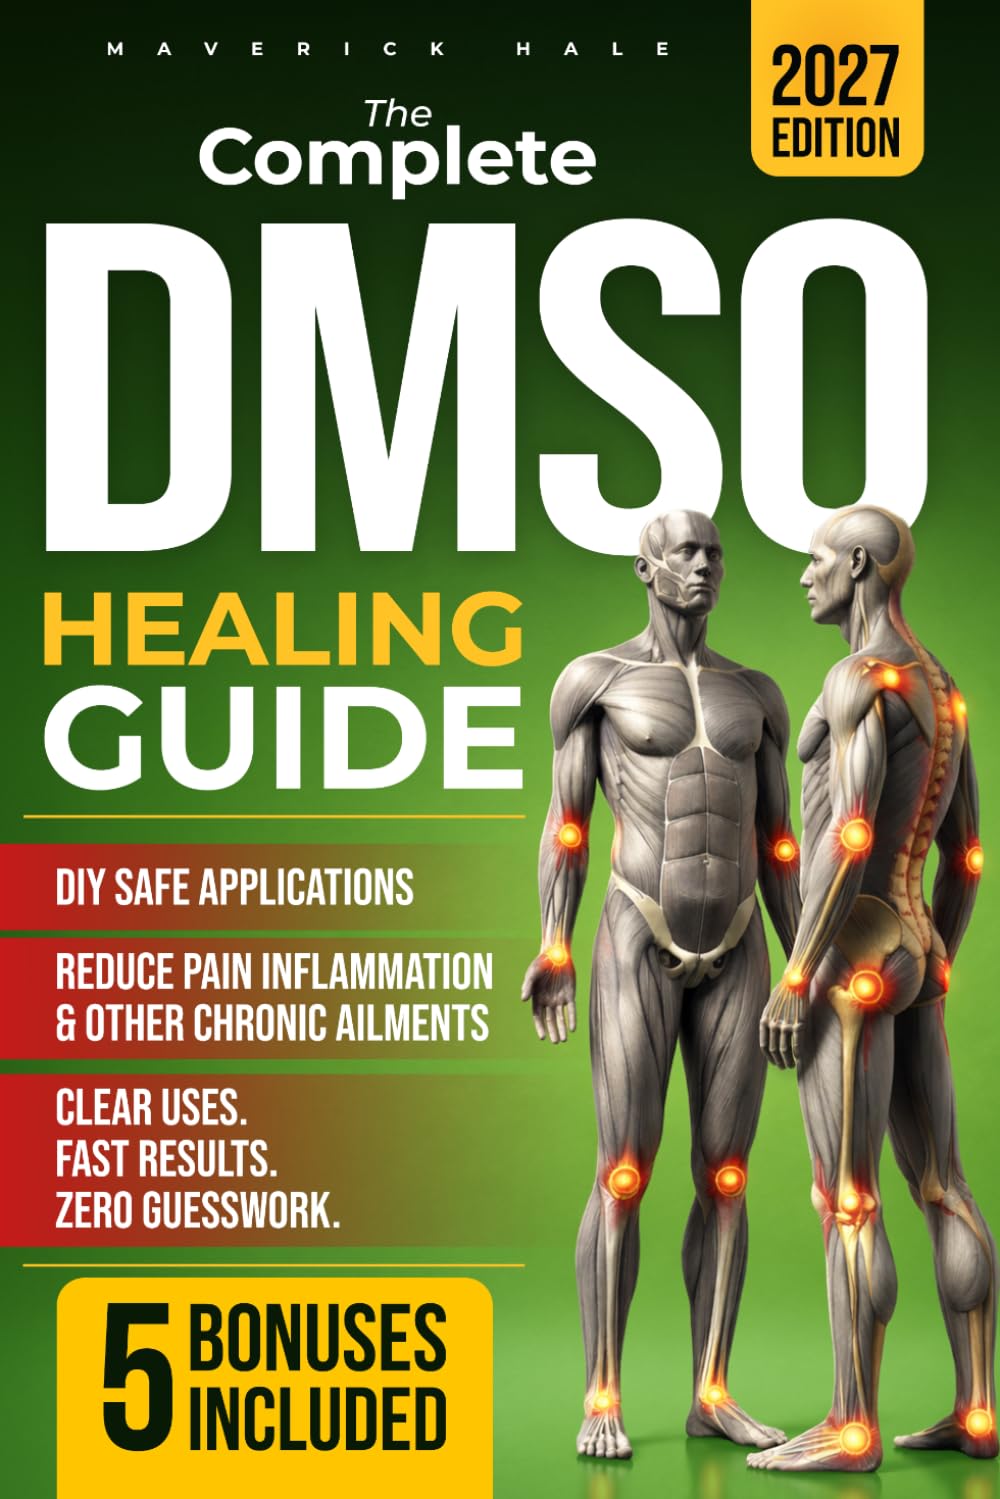 MAVERICK HALE
2027
EDITION
The
Complete
DMSO
HEALING
GUIDE
DIY SAFE APPLICATIONS
REDUCE PAIN INFLAMMATION
& OTHER CHRONIC AILMENTS
CLEAR USES.
FAST RESULTS.
ZERO GUESSWORK.
5 BONUSES
INCLUDED